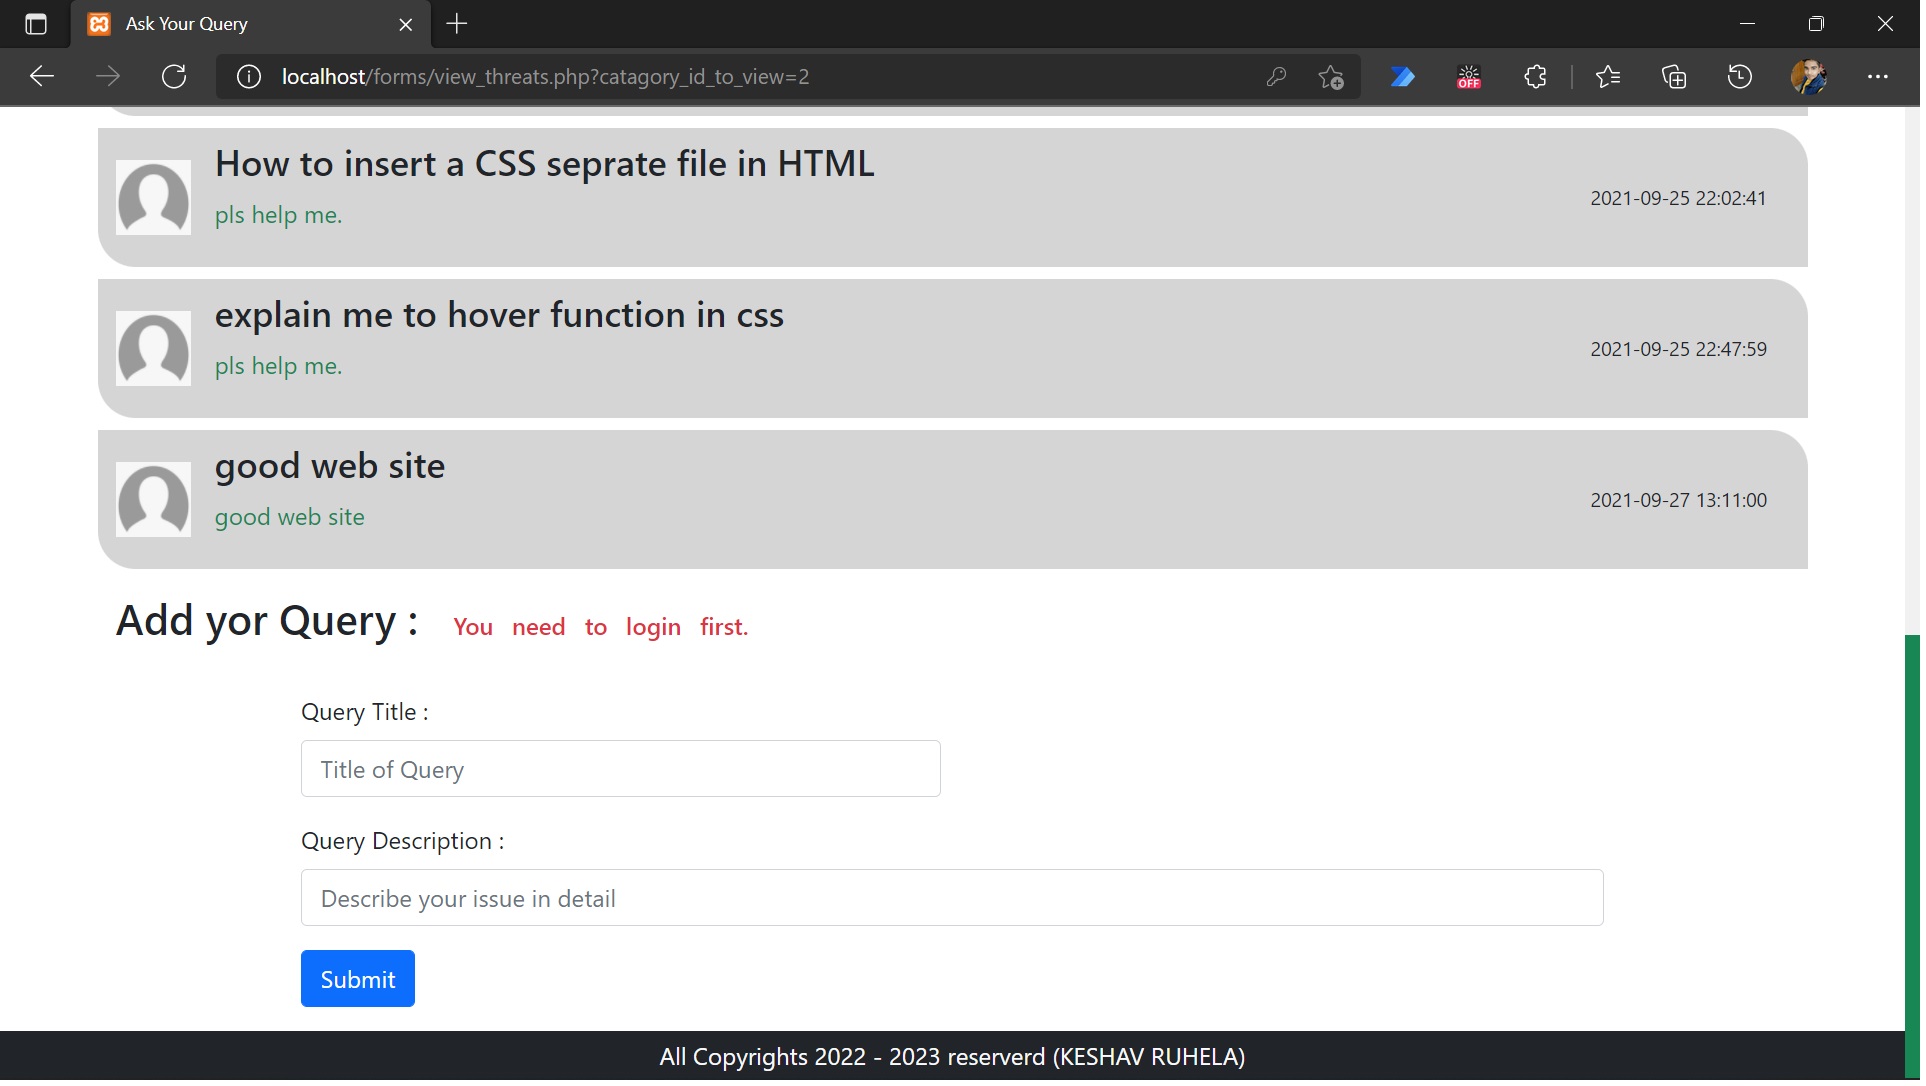 Ask Your Query
localhost/forms/view_threats.php?catagory_id_to_view=2
OFF
How to insert a CSS seprate file in HTML
pls help me.
2021-09-25 22:02:41
explain me to hover function in css
pls help me.
2021-09-25 22:47:59
good web site
good web site
2021-09-27 13:11:00
Add yor Query : You need to login first.
Query Title :
Title of Query
Query Description :
Describe your issue in detail
Submit
All Copyrights 2022 - 2023 reserverd (KESHAV RUHELA)